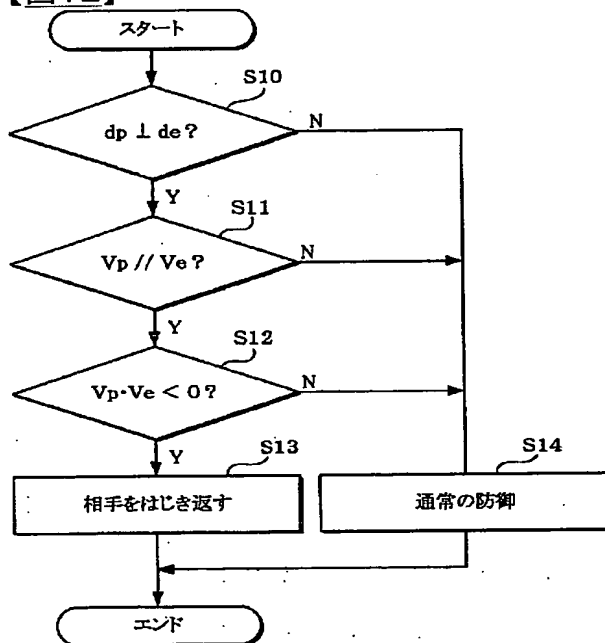 スタート
S10
dp ⊥ de?
N
Y
S11
Vp // Ve?
N
Y
S12
Vp・Ve < 0?
N
Y
S13
相手をはじき返す
S14
通常の防御
エンド